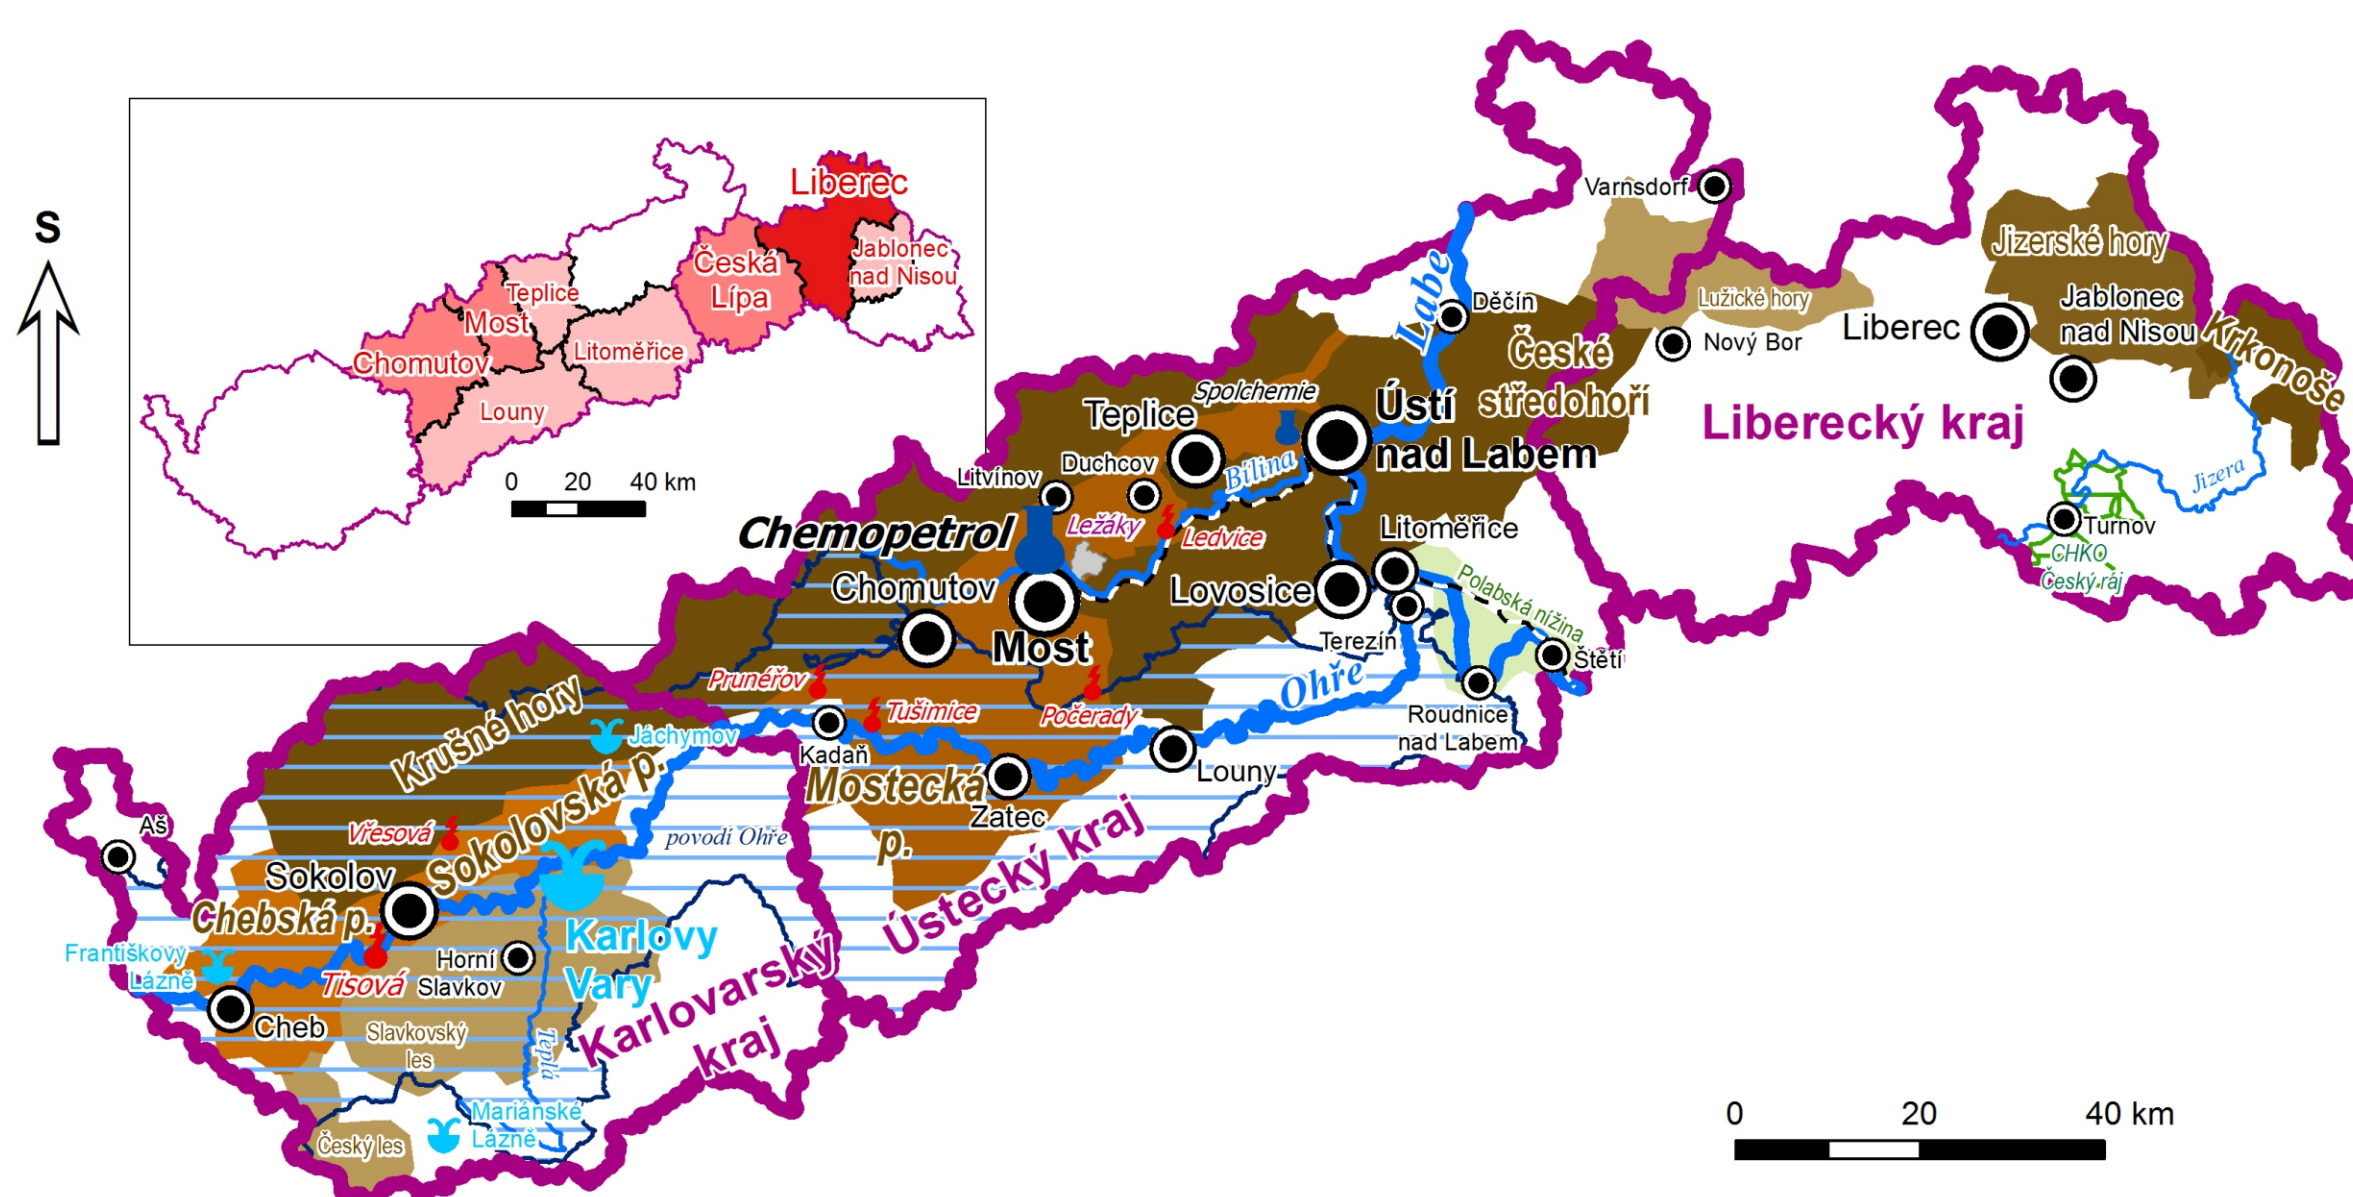 S
Liberec
Česká
Lípa
Jablonec
nad Nisou
Teplice
Most
Chomutov
Litoměřice
Louny
0 20 40 km
Varnsdorf
Labe
Děčín
České
středohoří
Lužické hory
Nový Bor
Jizerské hory
Liberec
Jablonec
nad Nisou
Krkonoše
Liberecký kraj
Jizera
Turnov
CHKO
Český ráj
Spolchemie
Teplice
Ústí
nad Labem
Duchcov
Litvínov
Bílina
Chemopetrol
Ležáky
Ledvice
Litoměřice
Chomutov
Lovosice
Polabská nížina
Most
Terezín
Štětí
Prunéřov
Tušimice
Počerady
Ohře
Roudnice
nad Labem
Kadaň
Louny
Mostecká
p.
Zatec
Ústecký kraj
Krušné hory
Jáchymov
Sokolovská p.
Vřesová
povodí Ohře
Aš
Sokolov
Chebská p.
Františkovy
Lázně
Tisová
Horní
Slavkov
Karlovy
Vary
Karlovarský
kraj
Cheb
Slavkovský
les
Teplá
Mariánské
Lázně
Český les
0 20 40 km